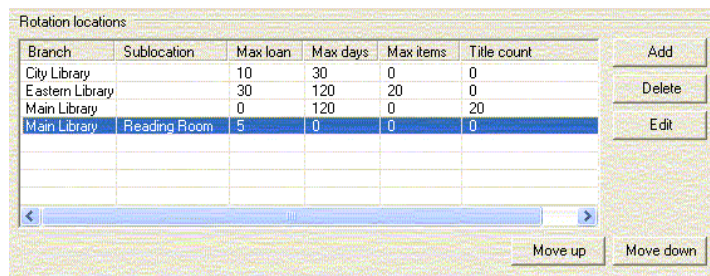 Rotation locations
Branch Sublocation Max loan Max days Max items Title count
City Library 10 30 0 0
Eastern Library 30 120 20 0
Main Library 0 120 0 20
Main Library Reading Room 5 0 0 0
Add
Delete
Edit
Move up Move down